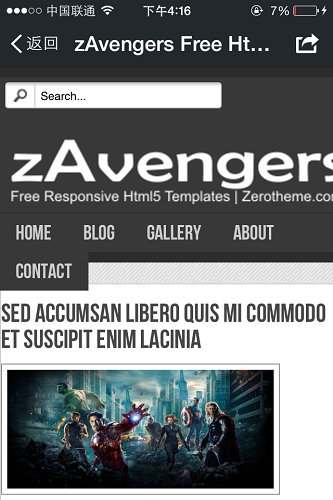 中国联通 下午4:16 7%
返回 zAvengers Free Ht...
Search...
zAvengers
Free Responsive Html5 Templates | Zerotheme.com
HOME BLOG GALLERY ABOUT
CONTACT
SED ACCUMSAN LIBERO QUIS MI COMMODO
ET SUSCIPIT ENIM LACINIA